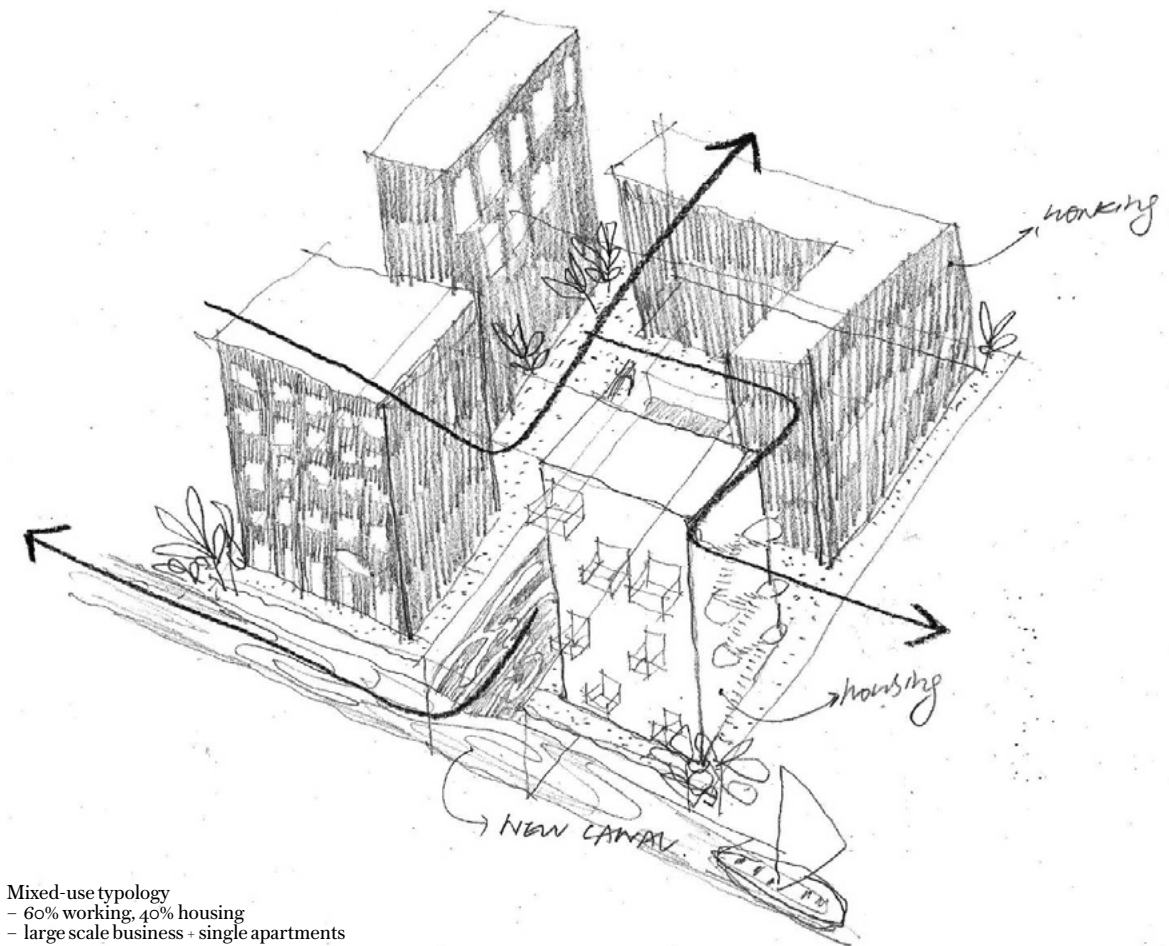 working
housing
NEW CANAL
Mixed-use typology
– 60% working, 40% housing
– large scale business + single apartments